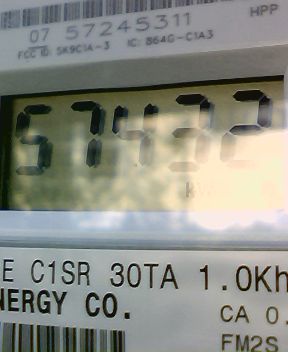 HPP
07 57245311
FCC ID: SK9C1A-3 IC: 864G-C1A3
57432
E C1SR 30TA 1.0Kh
NERGY CO.
CA 0.
FM2S